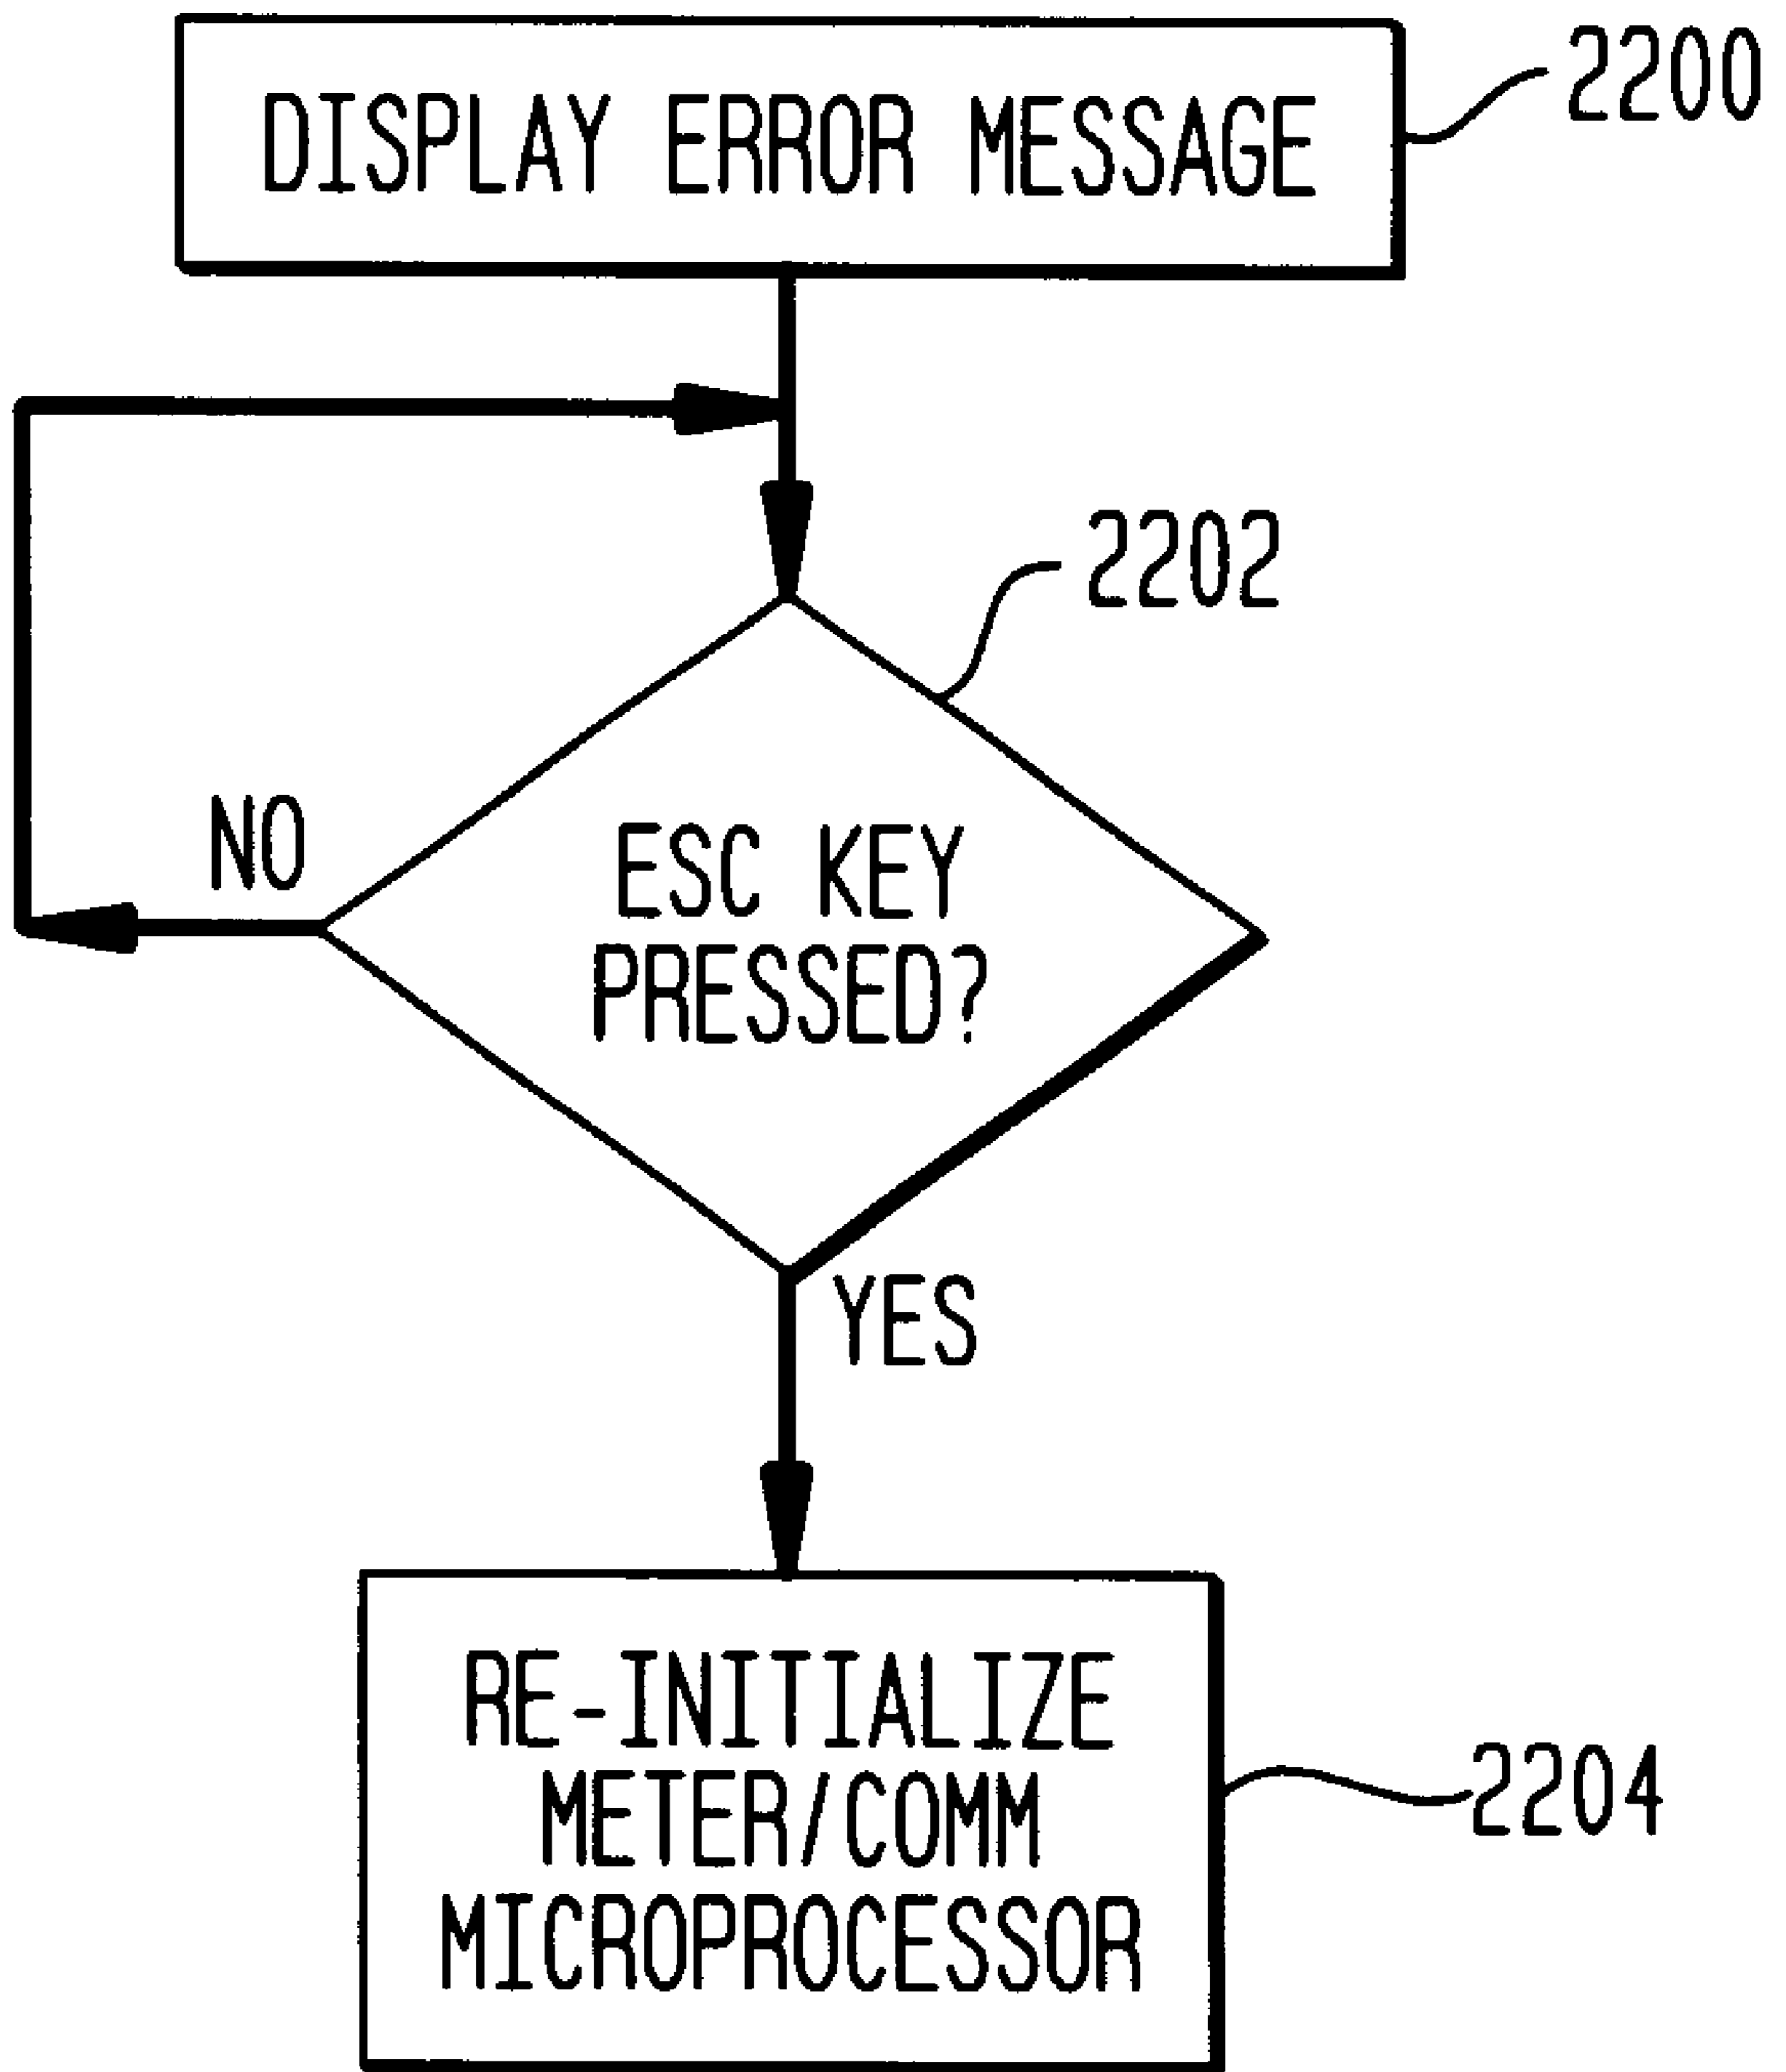 DISPLAY ERROR MESSAGE
2200
2202
NO
ESC KEY
PRESSED?
YES
RE-INITIALIZE
METER/COMM
MICROPROCESSOR
2204